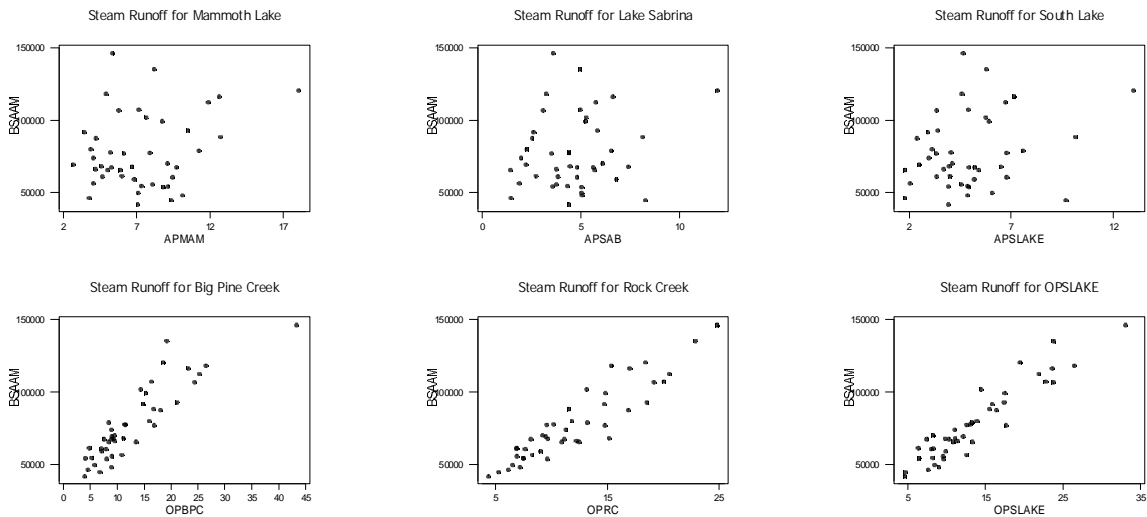 Steam Runoff for Mammoth Lake
BSAAM
150000
100000
50000
2 7 12 17
APMAM
Steam Runoff for Lake Sabrina
BSAAM
150000
100000
50000
0 5 10
APSAB
Steam Runoff for South Lake
BSAAM
150000
100000
50000
2 7 12
APSLAKE
Steam Runoff for Big Pine Creek
BSAAM
150000
100000
50000
0 5 10 15 20 25 30 35 40 45
OPBPC
Steam Runoff for Rock Creek
BSAAM
150000
100000
50000
5 15 25
OPRC
Steam Runoff for OPSLAKE
BSAAM
150000
100000
50000
5 15 25 35
OPSLAKE